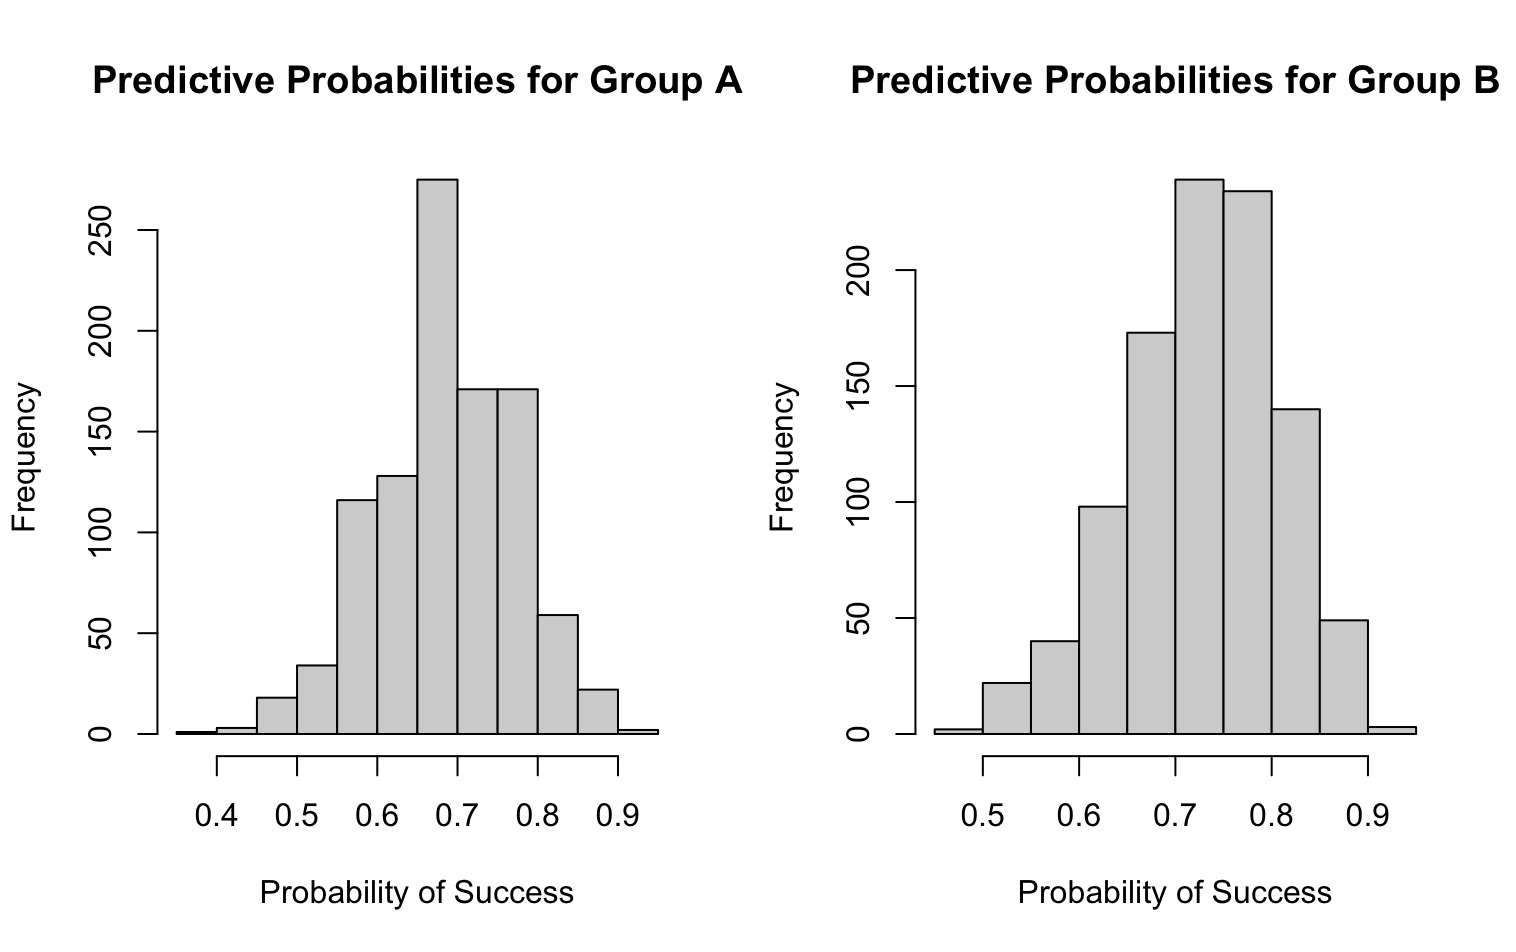 Predictive Probabilities for Group A
Frequency
250
200
150
100
50
0
0.4 0.5 0.6 0.7 0.8 0.9
Probability of Success
Predictive Probabilities for Group B
Frequency
200
150
100
50
0
0.5 0.6 0.7 0.8 0.9
Probability of Success